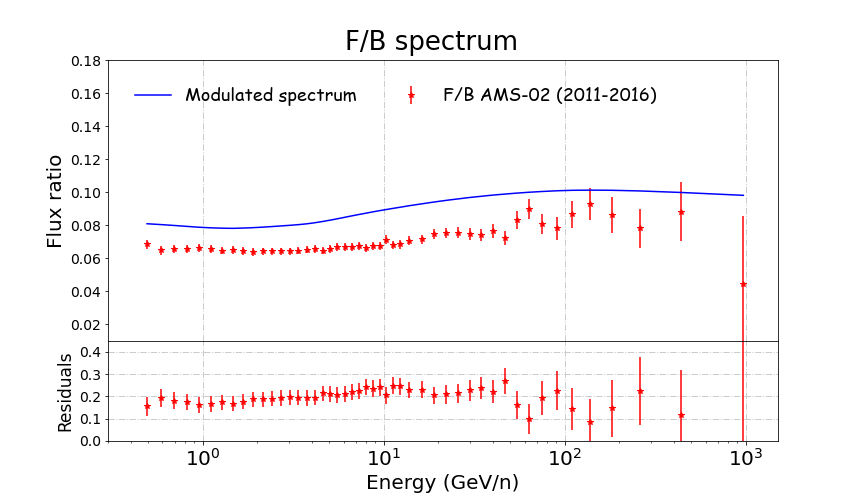 F/B spectrum
0.18
0.16
0.14
0.12
0.10
0.08
0.06
0.04
0.02
Flux ratio
Modulated spectrum
F/B AMS-02 (2011-2016)
0.4
0.3
0.2
0.1
0.0
Residuals
10⁰ 10¹ 10² 10³
Energy (GeV/n)